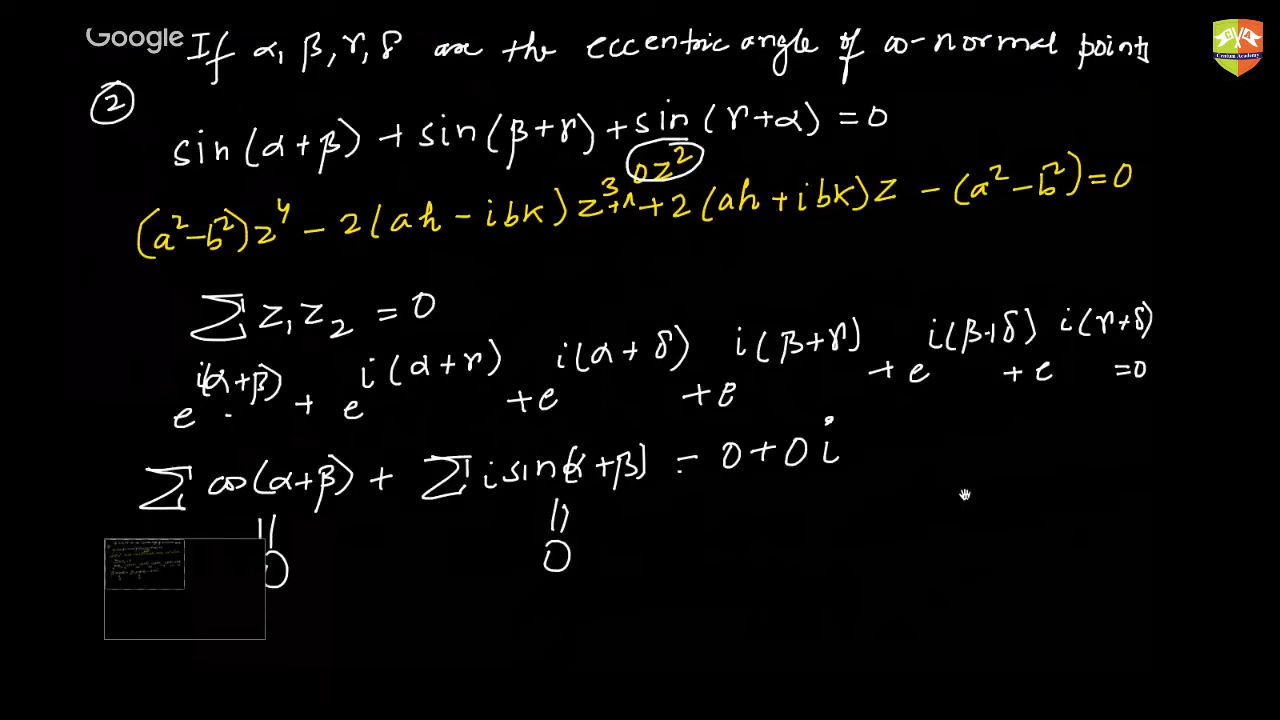 Google If α, β, γ, δ are the eccentric angle of co-normal points
② sin(α+β) + sin(β+γ) + sin(γ+α) = 0
0z²
(a²-b²)z⁴ - 2(ah - ibk)z³ + 2(ah + ibk)z - (a²-b²) = 0
Σ z₁z₂ = 0
e^{i(α+β)} + e^{i(α+γ)} + e^{i(α+δ)} + e^{i(β+γ)} + e^{i(β+δ)} + e^{i(γ+δ)} = 0
Σ cos(α+β) + Σ i sin(α+β) = 0 + 0i
|| ||
0 0